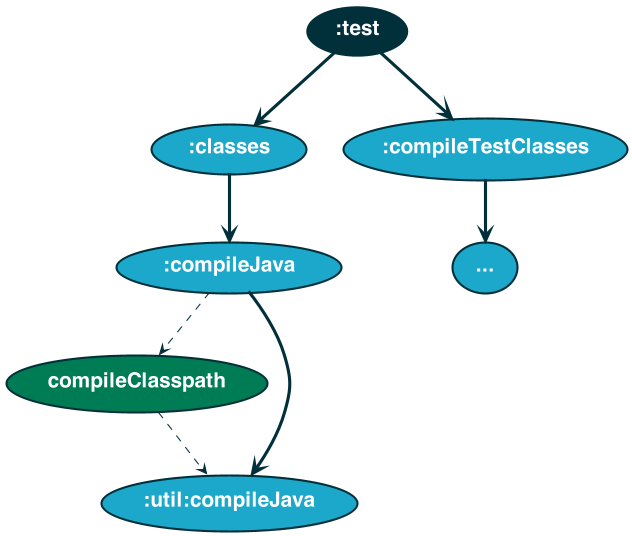 :test
:classes
:compileTestClasses
:compileJava
...
compileClasspath
:util:compileJava